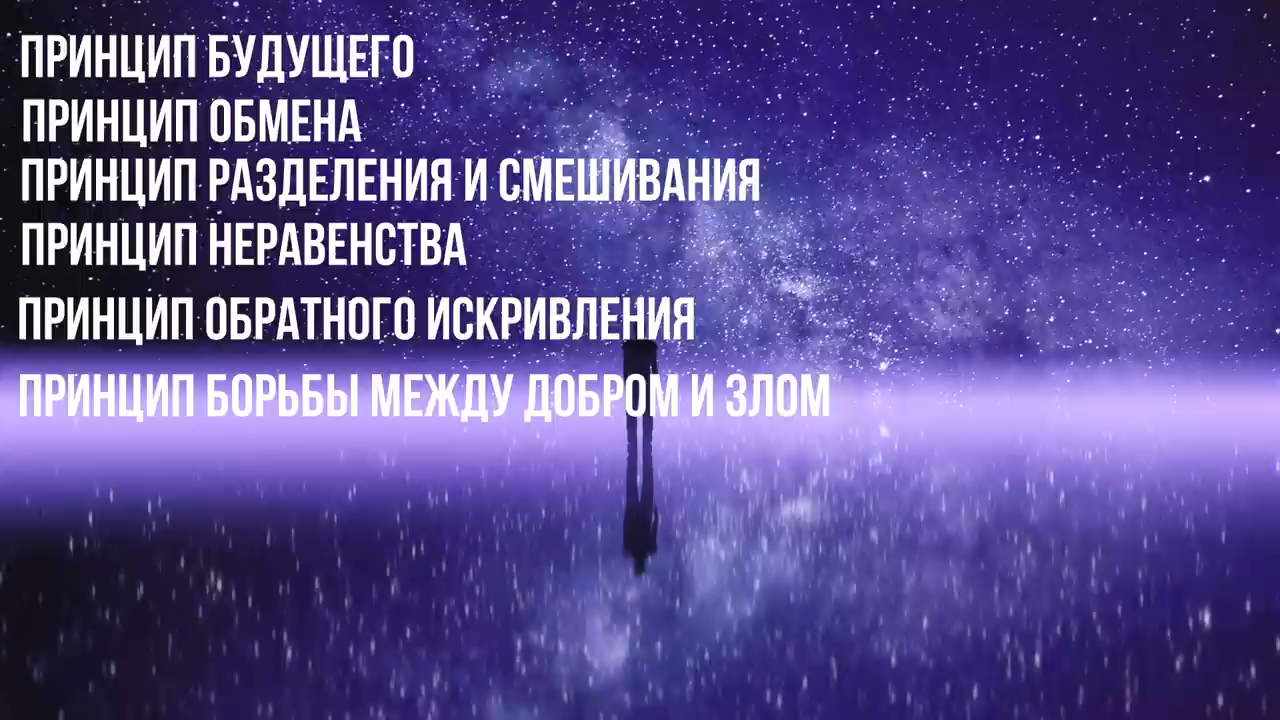 ПРИНЦИП БУДУЩЕГО
ПРИНЦИП ОБМЕНА
ПРИНЦИП РАЗДЕЛЕНИЯ И СМЕШИВАНИЯ
ПРИНЦИП НЕРАВЕНСТВА
ПРИНЦИП ОБРАТНОГО ИСКРИВЛЕНИЯ
ПРИНЦИП БОРЬБЫ МЕЖДУ ДОБРОМ И ЗЛОМ